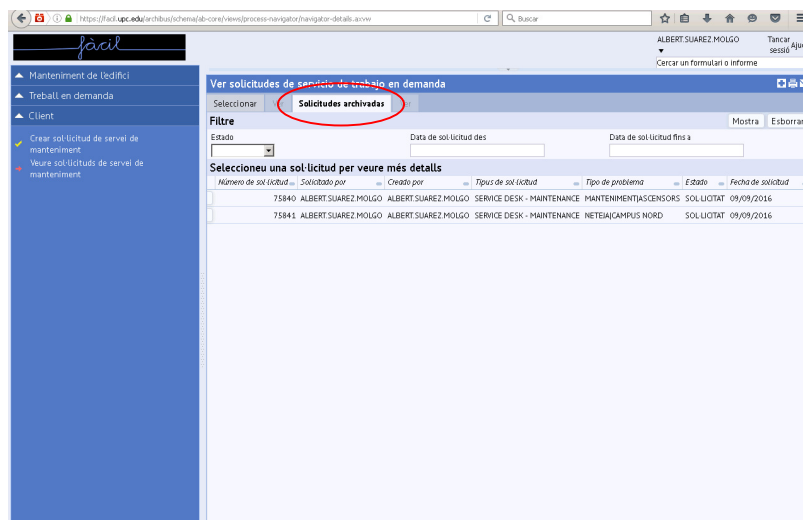 https://facil.upc.edu/archibus/schema/ab-core/views/process-navigator/navigator-details.axvw
Buscar
fàcil
ALBERT.SUAREZ.MOLGO
Tancar sessió
Cercar un formulari o informe
Manteniment de l'edifici
Treball en demanda
Client
Crear sol·licitud de servei de
manteniment
Veure sol·licituds de servei de
manteniment
Ver solicitudes de servicio de trabajo en demanda
Seleccionar
Solicitudes archivadas
Filtre
Mostra Esborrar
Estado Data de sol·licitud des Data de sol·licitud fins a
Seleccioneu una sol·licitud per veure més detalls
Número de sol·licitud Solicitado por Creado por Tipus de sol·licitud Tipo de problema Estado Fecha de solicitud
75840 ALBERT.SUAREZ.MOLGO ALBERT.SUAREZ.MOLGO SERVICE DESK - MAINTENANCE MANTENIMENT|ASCENSORS SOL·LICITAT 09/09/2016
75841 ALBERT.SUAREZ.MOLGO ALBERT.SUAREZ.MOLGO SERVICE DESK - MAINTENANCE NETEJA|CAMPUS NORD SOL·LICITAT 09/09/2016